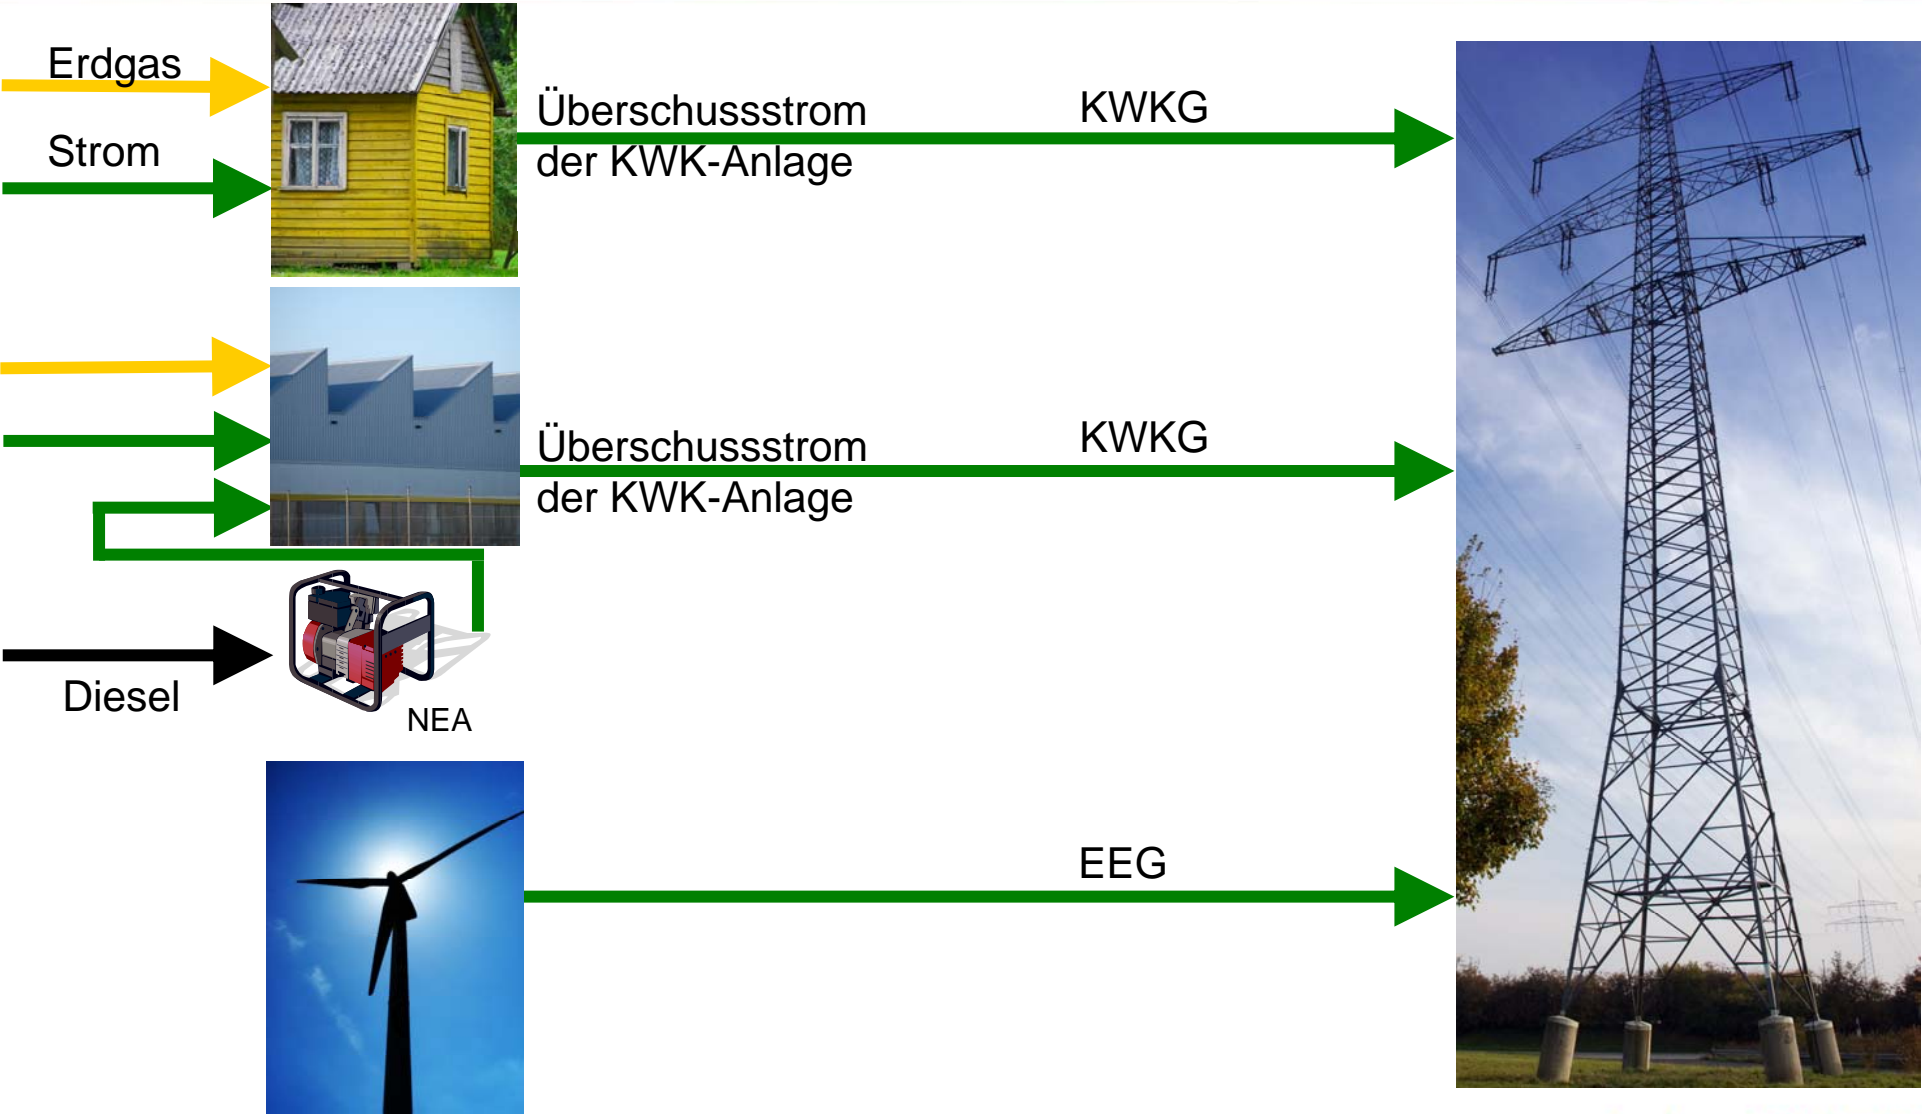 Erdgas
Strom
Überschussstrom
der KWK-Anlage
KWKG
Überschussstrom
der KWK-Anlage
KWKG
Diesel
NEA
EEG